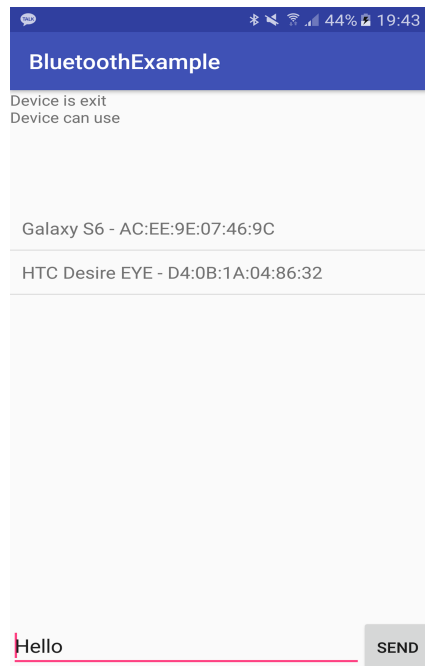 TALK
44% 19:43
BluetoothExample
Device is exit
Device can use
Galaxy S6 - AC:EE:9E:07:46:9C
HTC Desire EYE - D4:0B:1A:04:86:32
Hello SEND